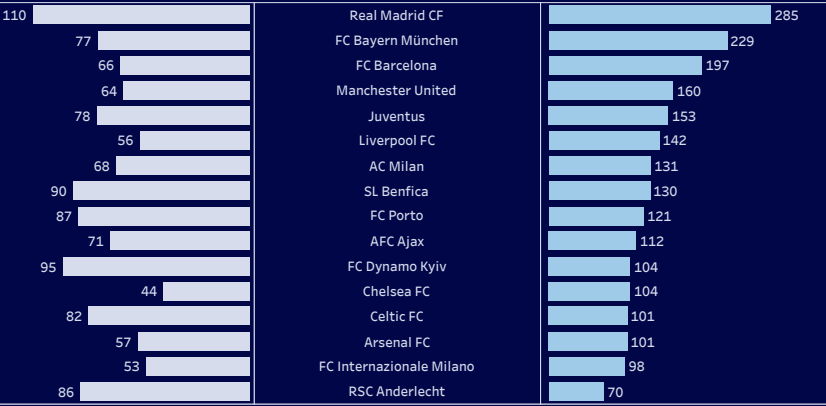 110 Real Madrid CF 285
77 FC Bayern München 229
66 FC Barcelona 197
64 Manchester United 160
78 Juventus 153
56 Liverpool FC 142
68 AC Milan 131
90 SL Benfica 130
87 FC Porto 121
71 AFC Ajax 112
95 FC Dynamo Kyiv 104
44 Chelsea FC 104
82 Celtic FC 101
57 Arsenal FC 101
53 FC Internazionale Milano 98
86 RSC Anderlecht 70